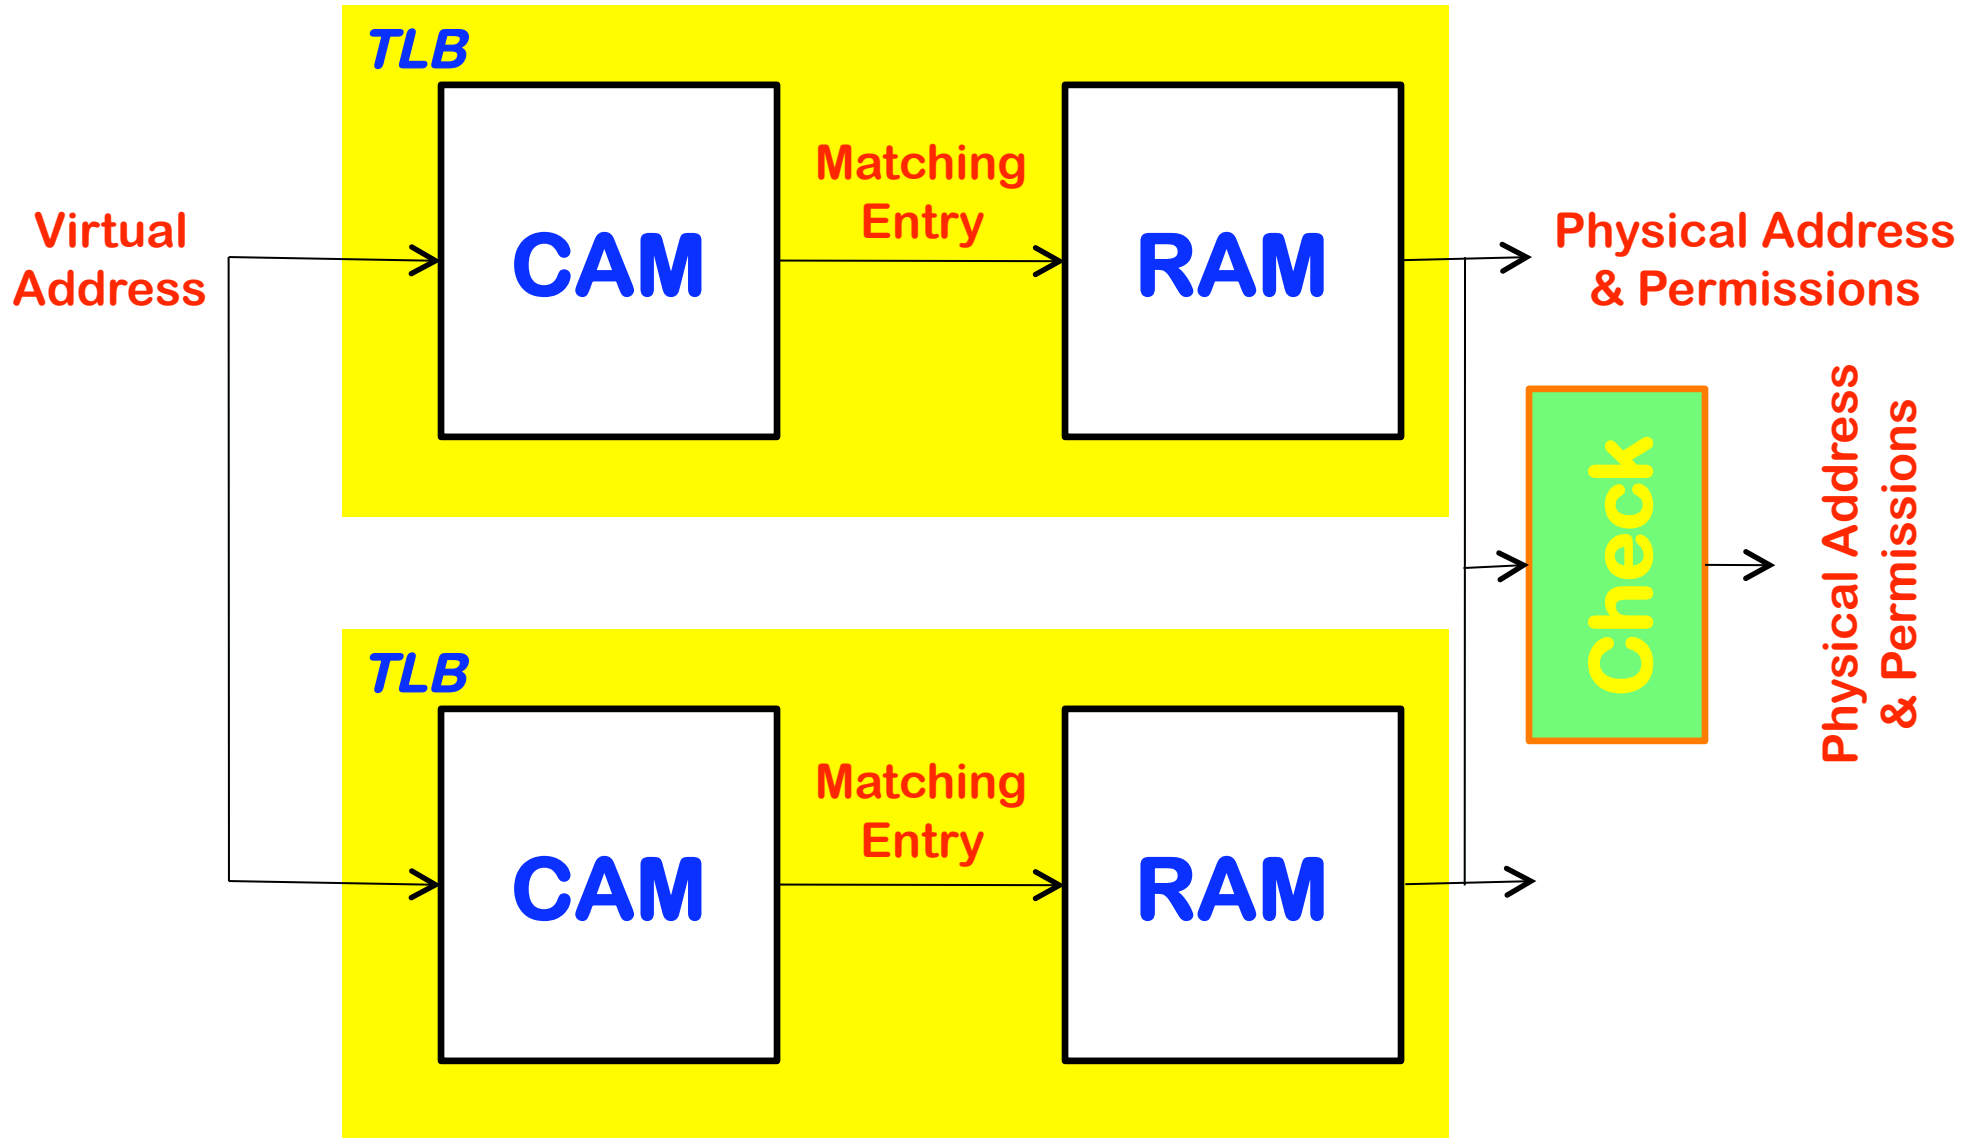 TLB
Matching
Entry
Virtual
Address
CAM
RAM
Physical Address
& Permissions
Check
Physical Address
& Permissions
TLB
Matching
Entry
CAM
RAM